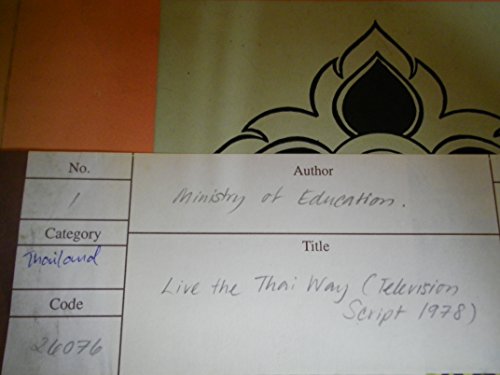 No.
Author
1
Ministry of Education.
Category
Title
Thailand
Live the Thai Way (Television
Script 1978)
Code
26076